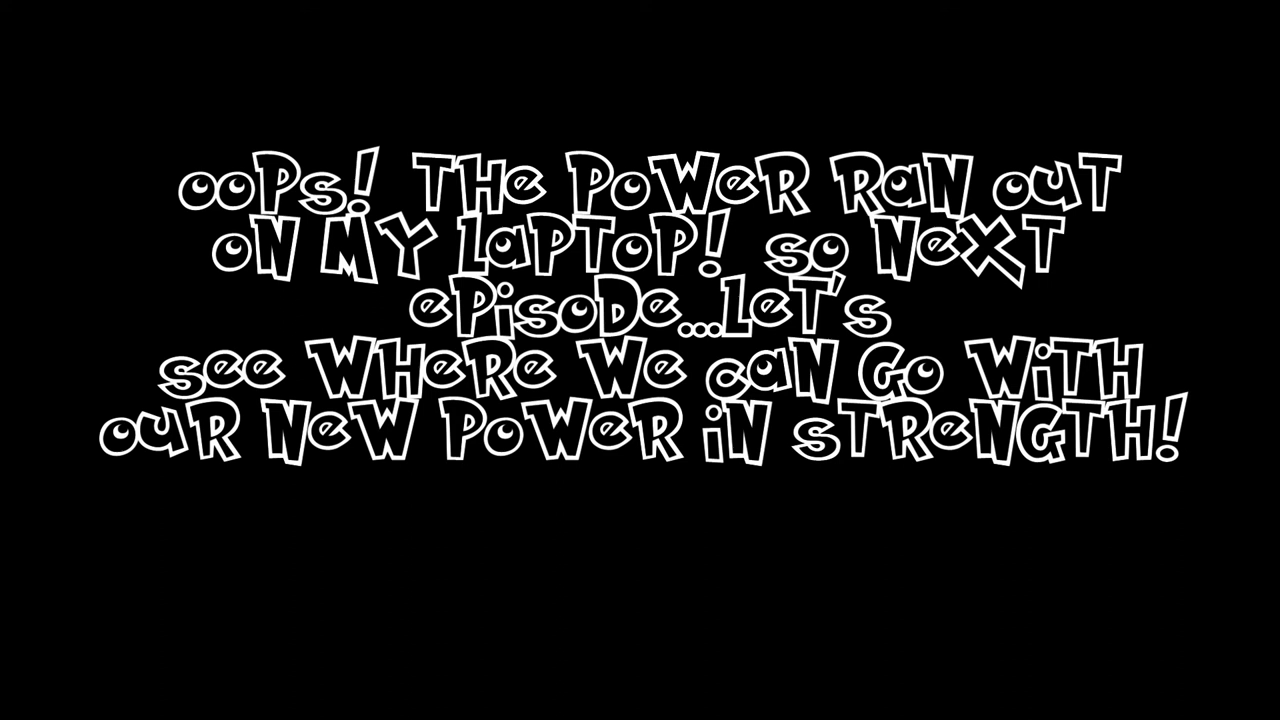 Oops! The power ran out
on my laptop! So next
episode...let's
see where we can go with
our new power in strength!